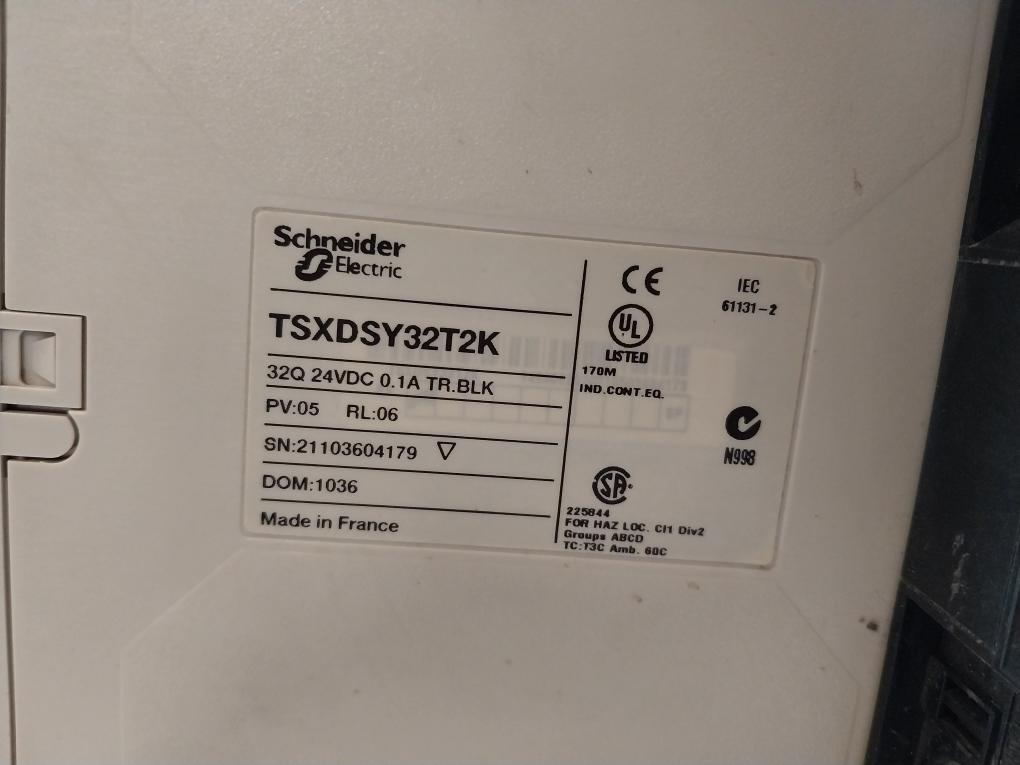 Schneider
Electric
TSXDSY32T2K
32Q 24VDC 0.1A TR.BLK
PV:05 RL:06
SN:21103604179
DOM:1036
Made in France
CE
IEC
61131-2
UL
LISTED
170M
IND.CONT.EQ.
N998
SA
225844
FOR HAZ LOC. Cl1 Div2
Groups ABCD
TC:T3C Amb. 60C